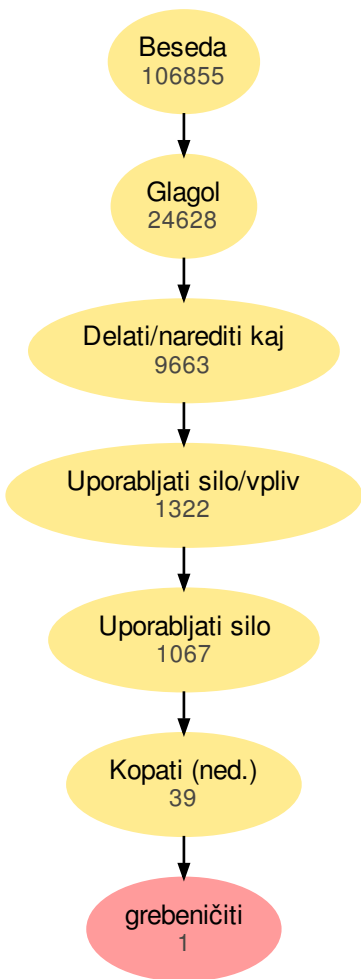 Beseda
106855
Glagol
24628
Delati/narediti kaj
9663
Uporabljati silo/vpliv
1322
Uporabljati silo
1067
Kopati (ned.)
39
grebeničiti
1